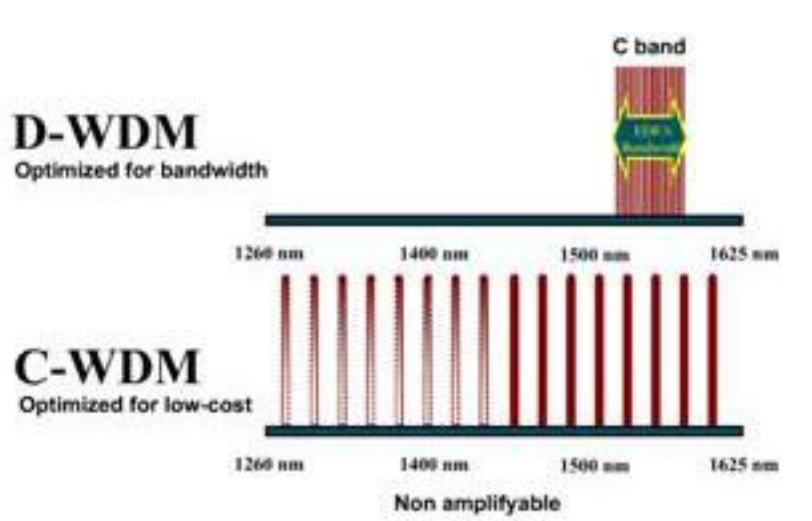 C band
D-WDM
Optimized for bandwidth
1260 nm 1400 nm 1500 nm 1625 nm
C-WDM
Optimized for low-cost
1260 nm 1400 nm 1500 nm 1625 nm
Non amplifyable